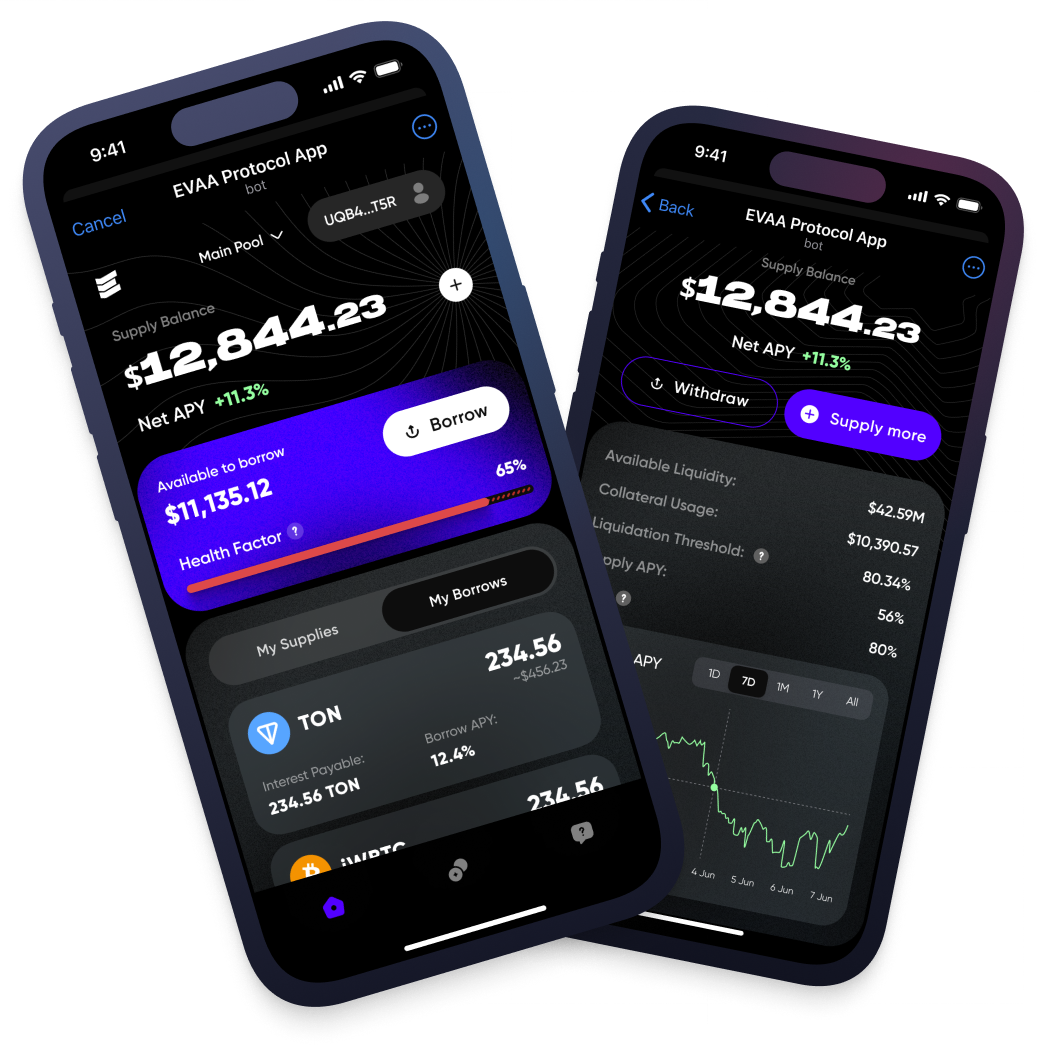 9:41
EVAA Protocol App
bot
Cancel
Main Pool
UQB4...T5R
Supply Balance
$12,844.23
Net APY +11.3%
Available to borrow
$11,135.12
Borrow
65%
Health Factor ?
My Supplies
My Borrows
TON
234.56
~$456.23
Interest Payable:
234.56 TON
Borrow APY:
12.4%
jWBTC
234.56
9:41
Back
EVAA Protocol App
bot
Supply Balance
$12,844.23
Net APY +11.3%
Withdraw
Supply more
Available Liquidity:
$42.59M
Collateral Usage:
$10,390.57
Liquidation Threshold: ?
80.34%
pply APY:
56%
?
80%
APY
1D 7D 1M 1Y All
4 Jun 5 Jun 6 Jun 7 Jun